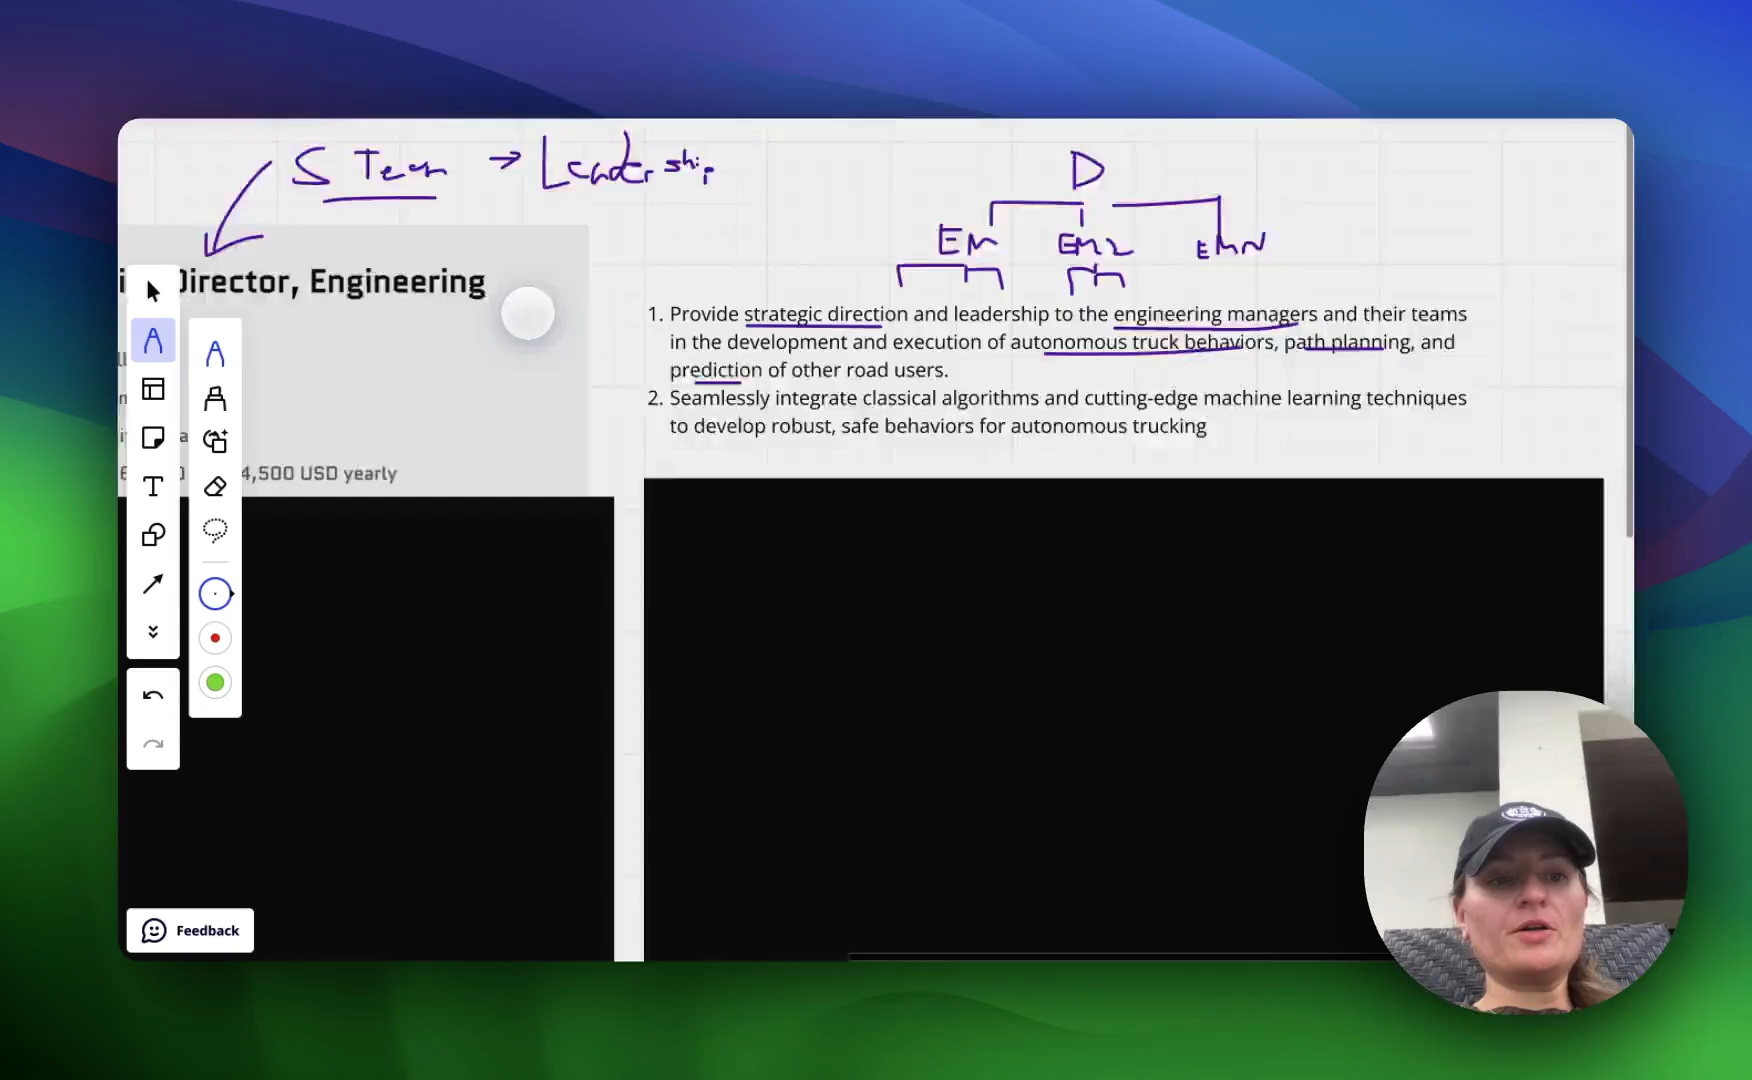 S Team → Leadership
D
EM EM2 EMN
Director, Engineering
4,500 USD yearly
1. Provide strategic direction and leadership to the engineering managers and their teams
in the development and execution of autonomous truck behaviors, path planning, and
prediction of other road users.
2. Seamlessly integrate classical algorithms and cutting-edge machine learning techniques
to develop robust, safe behaviors for autonomous trucking
T
Feedback